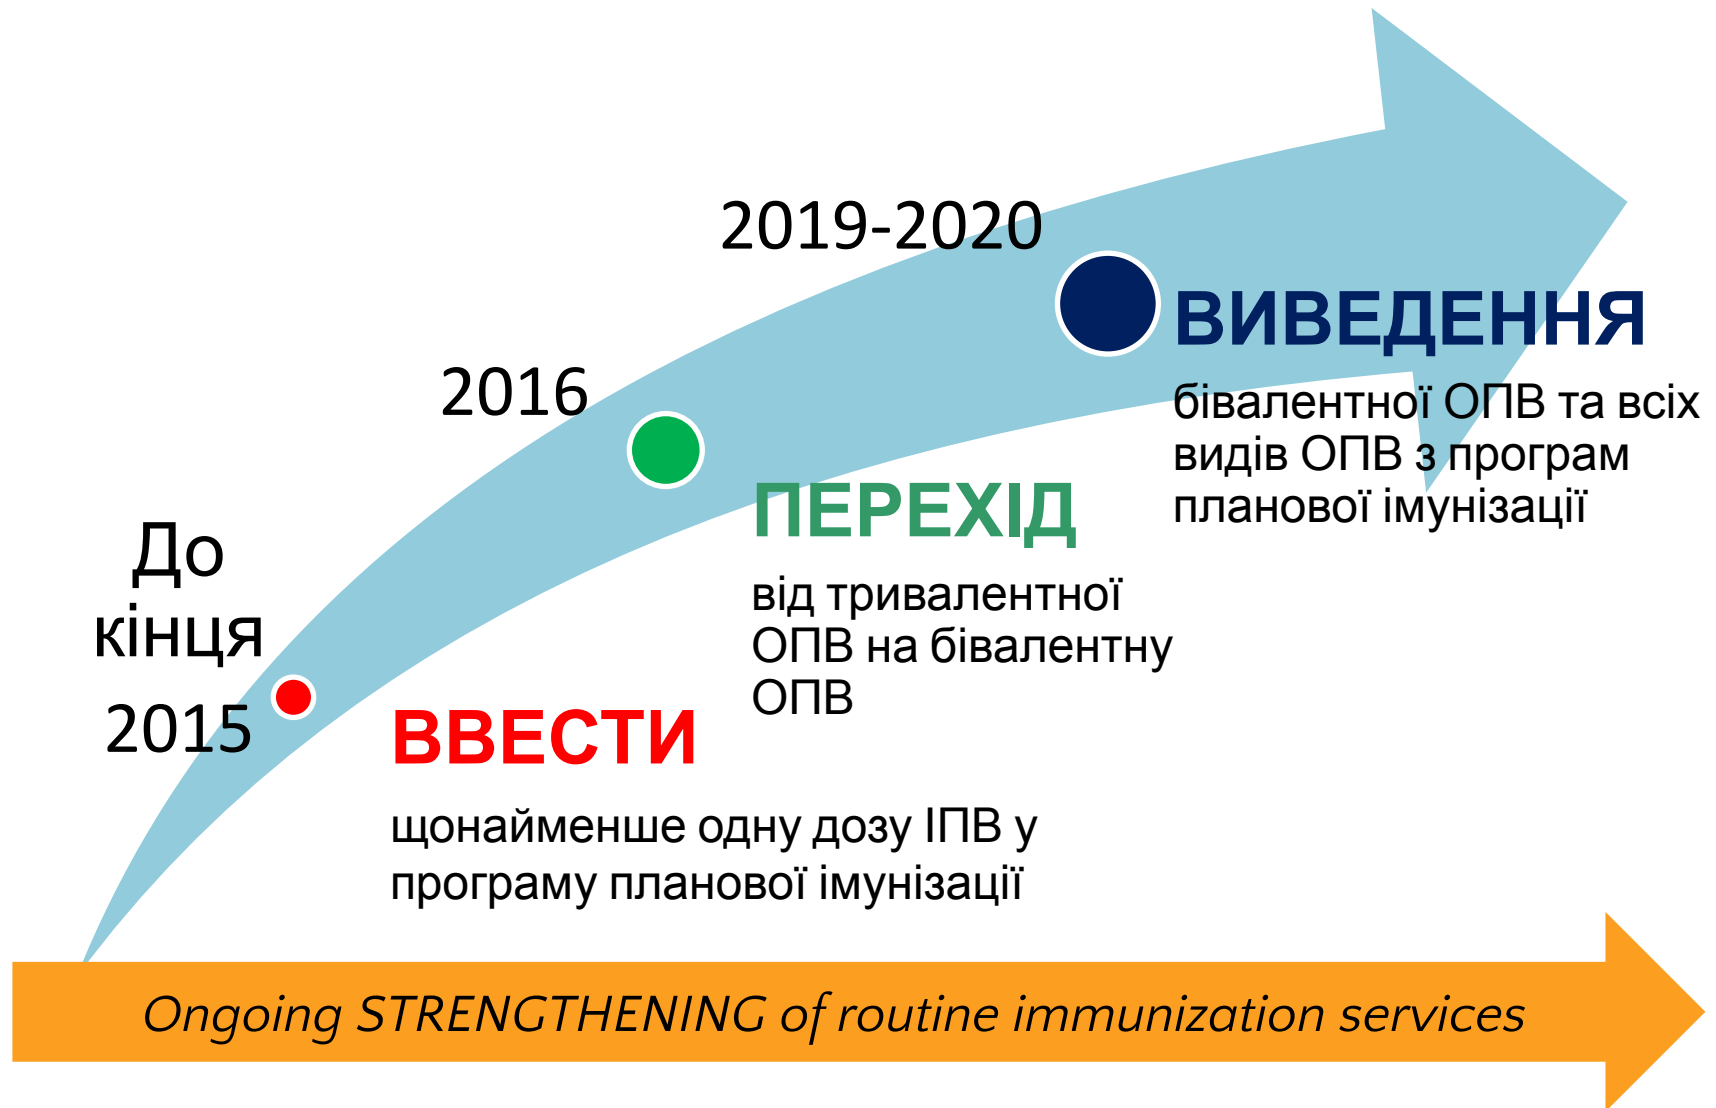 До
кінця
2015
ВВЕСТИ
щонайменше одну дозу ІПВ у
програму планової імунізації
2016
ПЕРЕХІД
від тривалентної
ОПВ на бівалентну
ОПВ
2019-2020
ВИВЕДЕННЯ
бівалентної ОПВ та всіх
видів ОПВ з програм
планової імунізації
Ongoing STRENGTHENING of routine immunization services